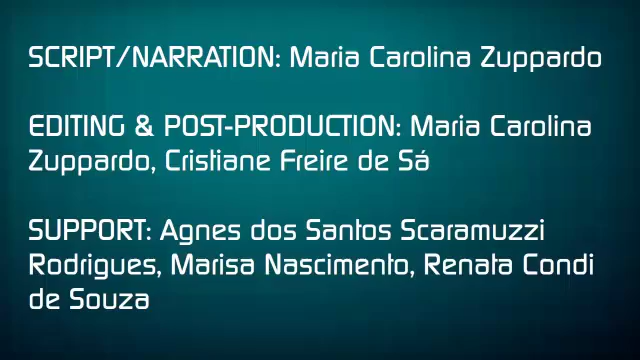 SCRIPT/NARRATION: Maria Carolina Zuppardo
EDITING & POST-PRODUCTION: Maria Carolina
Zuppardo, Cristiane Freire de Sá
SUPPORT: Agnes dos Santos Scaramuzzi
Rodrigues, Marisa Nascimento, Renata Condi
de Souza